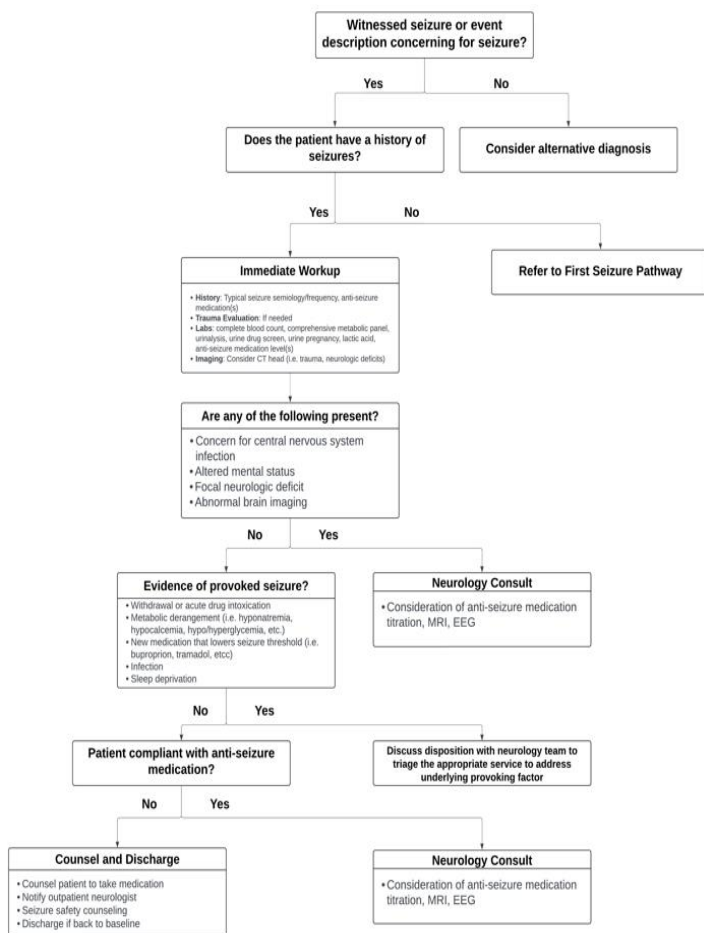 Witnessed seizure or event
description concerning for seizure?
Yes
No
Does the patient have a history of
seizures?
Consider alternative diagnosis
Yes
No
Immediate Workup
• History: Typical seizure semiology/frequency, anti-seizure
medication(s)
• Trauma Evaluation: If needed
• Labs: complete blood count, comprehensive metabolic panel,
urinalysis, urine drug screen, urine pregnancy, lactic acid,
anti-seizure medication level(s)
• Imaging: Consider CT head (i.e. trauma, neurologic deficits)
Refer to First Seizure Pathway
Are any of the following present?
• Concern for central nervous system
infection
• Altered mental status
• Focal neurologic deficit
• Abnormal brain imaging
No
Yes
Evidence of provoked seizure?
• Withdrawal or acute drug intoxication
• Metabolic derangement (i.e. hyponatremia,
hypocalcemia, hypo/hyperglycemia, etc.)
• New medication that lowers seizure threshold (i.e.
buproprion, tramadol, etcc)
• Infection
• Sleep deprivation
Neurology Consult
• Consideration of anti-seizure medication
titration, MRI, EEG
No
Yes
Patient compliant with anti-seizure
medication?
Discuss disposition with neurology team to
triage the appropriate service to address
underlying provoking factor
No
Yes
Counsel and Discharge
• Counsel patient to take medication
• Notify outpatient neurologist
• Seizure safety counseling
• Discharge if back to baseline
Neurology Consult
• Consideration of anti-seizure medication
titration, MRI, EEG